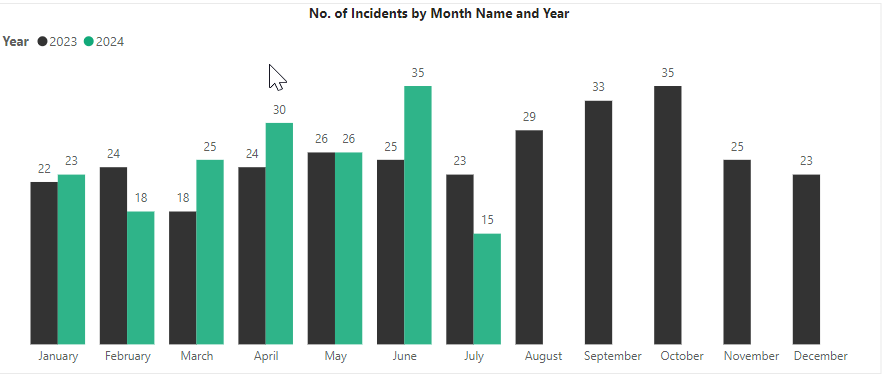 No. of Incidents by Month Name and Year
Year 2023 2024
22 23 24 18 18 25 24 30 26 26 25 35 23 15 29 33 35 25 23
January February March April May June July August September October November December